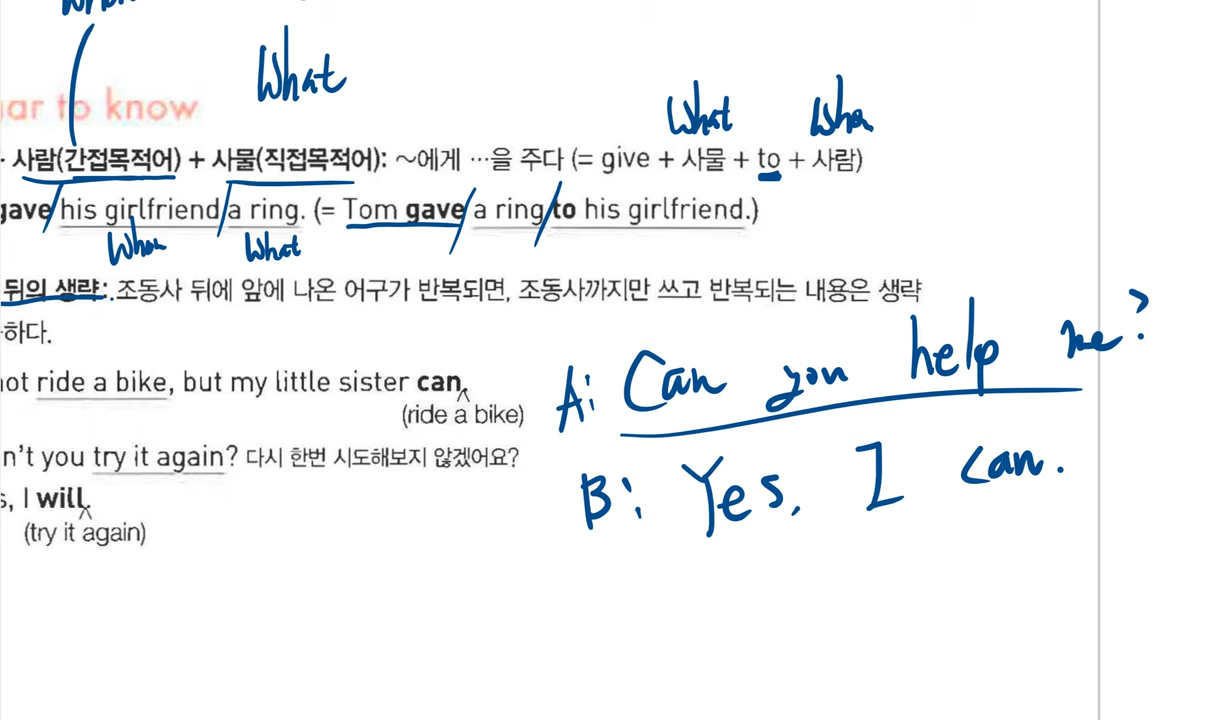 What
ar to know
What Whom
사람(간접목적어) + 사물(직접목적어): ~에게 …을 주다 (= give + 사물 + to + 사람)
gave his girlfriend a ring. (= Tom gave a ring to his girlfriend.)
Whom What
뒤의 생략: 조동사 뒤에 앞에 나온 어구가 반복되면, 조동사까지만 쓰고 반복되는 내용은 생략
하다.
not ride a bike, but my little sister can.
(ride a bike)
A: Can you help me?
n't you try it again? 다시 한번 시도해보지 않겠어요?
s, I will.
(try it again)
B: Yes, I can.